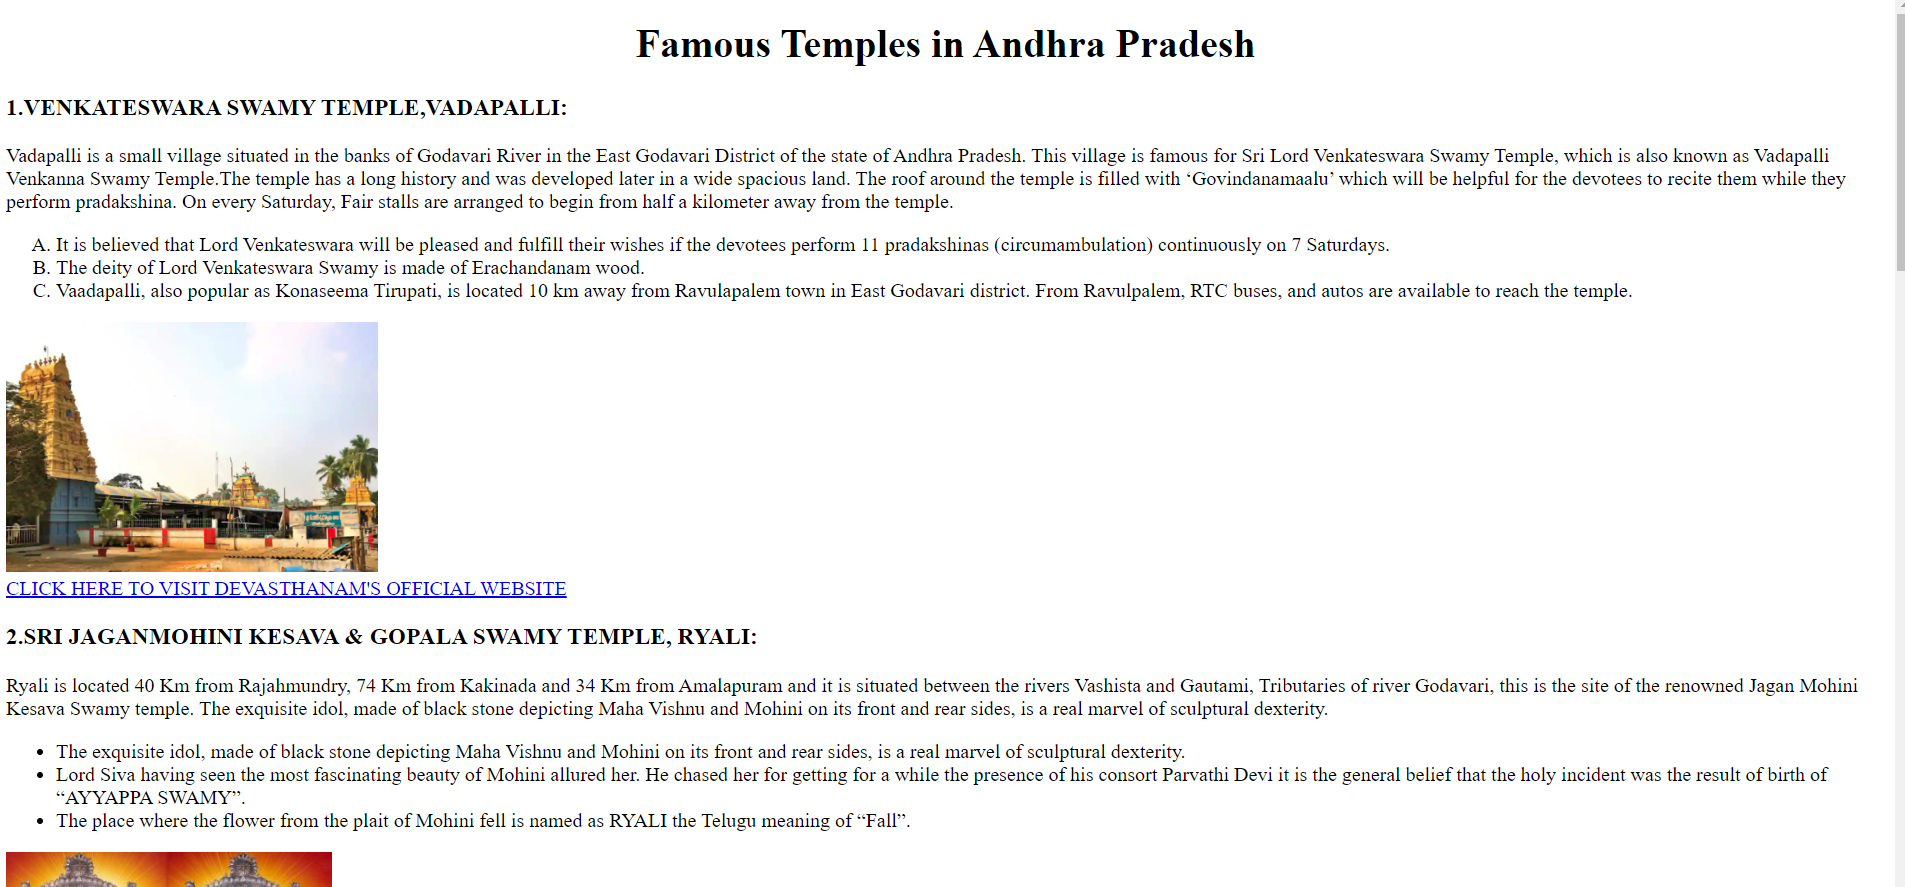 Famous Temples in Andhra Pradesh
1.VENKATESWARA SWAMY TEMPLE,VADAPALLI:
Vadapalli is a small village situated in the banks of Godavari River in the East Godavari District of the state of Andhra Pradesh. This village is famous for Sri Lord Venkateswara Swamy Temple, which is also known as Vadapalli
Venkanna Swamy Temple.The temple has a long history and was developed later in a wide spacious land. The roof around the temple is filled with ‘Govindanamaalu’ which will be helpful for the devotees to recite them while they
perform pradakshina. On every Saturday, Fair stalls are arranged to begin from half a kilometer away from the temple.
A. It is believed that Lord Venkateswara will be pleased and fulfill their wishes if the devotees perform 11 pradakshinas (circumambulation) continuously on 7 Saturdays.
B. The deity of Lord Venkateswara Swamy is made of Erachandanam wood.
C. Vaadapalli, also popular as Konaseema Tirupati, is located 10 km away from Ravulapalem town in East Godavari district. From Ravulpalem, RTC buses, and autos are available to reach the temple.
CLICK HERE TO VISIT DEVASTHANAM'S OFFICIAL WEBSITE
2.SRI JAGANMOHINI KESAVA & GOPALA SWAMY TEMPLE, RYALI:
Ryali is located 40 Km from Rajahmundry, 74 Km from Kakinada and 34 Km from Amalapuram and it is situated between the rivers Vashista and Gautami, Tributaries of river Godavari, this is the site of the renowned Jagan Mohini
Kesava Swamy temple. The exquisite idol, made of black stone depicting Maha Vishnu and Mohini on its front and rear sides, is a real marvel of sculptural dexterity.
• The exquisite idol, made of black stone depicting Maha Vishnu and Mohini on its front and rear sides, is a real marvel of sculptural dexterity.
• Lord Siva having seen the most fascinating beauty of Mohini allured her. He chased her for getting for a while the presence of his consort Parvathi Devi it is the general belief that the holy incident was the result of birth of
“AYYAPPA SWAMY”.
• The place where the flower from the plait of Mohini fell is named as RYALI the Telugu meaning of “Fall”.